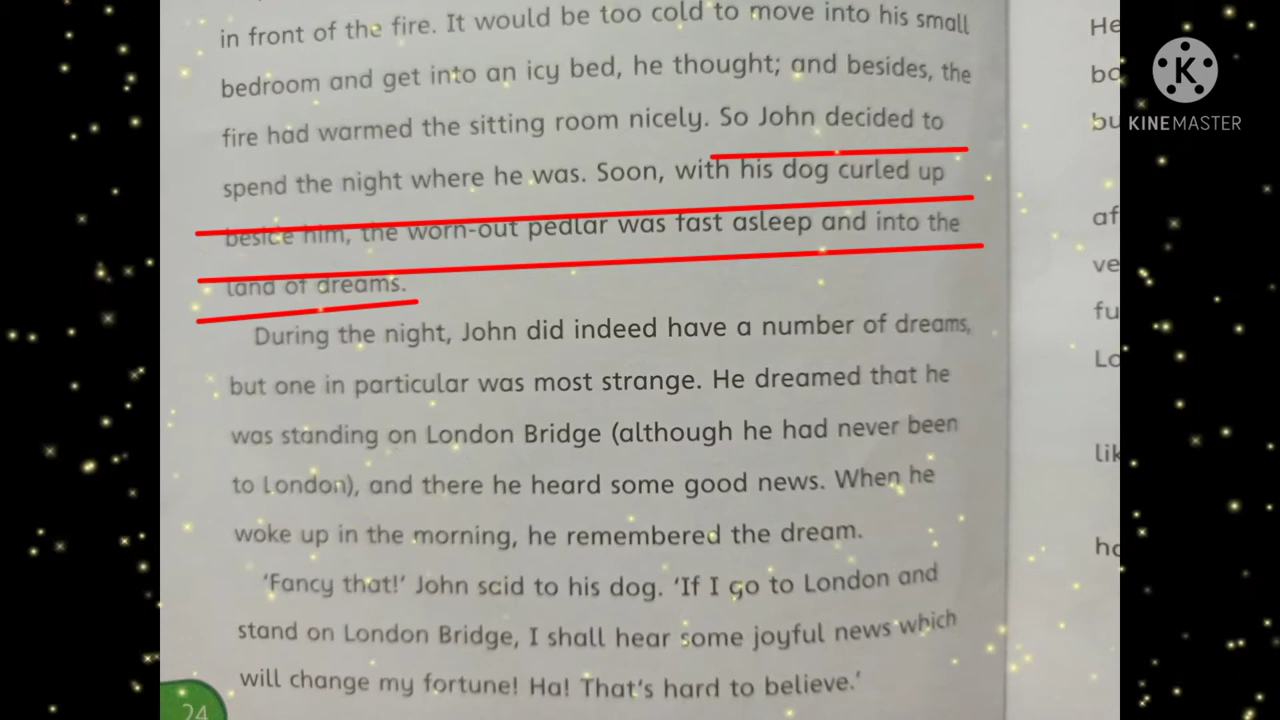 in front of the fire. It would be too cold to move into his small
bedroom and get into an icy bed, he thought; and besides, the
fire had warmed the sitting room nicely. So John decided to
spend the night where he was. Soon, with his dog curled up
beside him, the worn-out pedlar was fast asleep and into the
land of dreams.
During the night, John did indeed have a number of dreams,
but one in particular was most strange. He dreamed that he
was standing on London Bridge (although he had never been
to London), and there he heard some good news. When he
woke up in the morning, he remembered the dream.
'Fancy that!' John said to his dog. 'If I go to London and
stand on London Bridge, I shall hear some joyful news which
will change my fortune! Ha! That's hard to believe.'
24
He
K
KINEMASTER
af
ve
fu